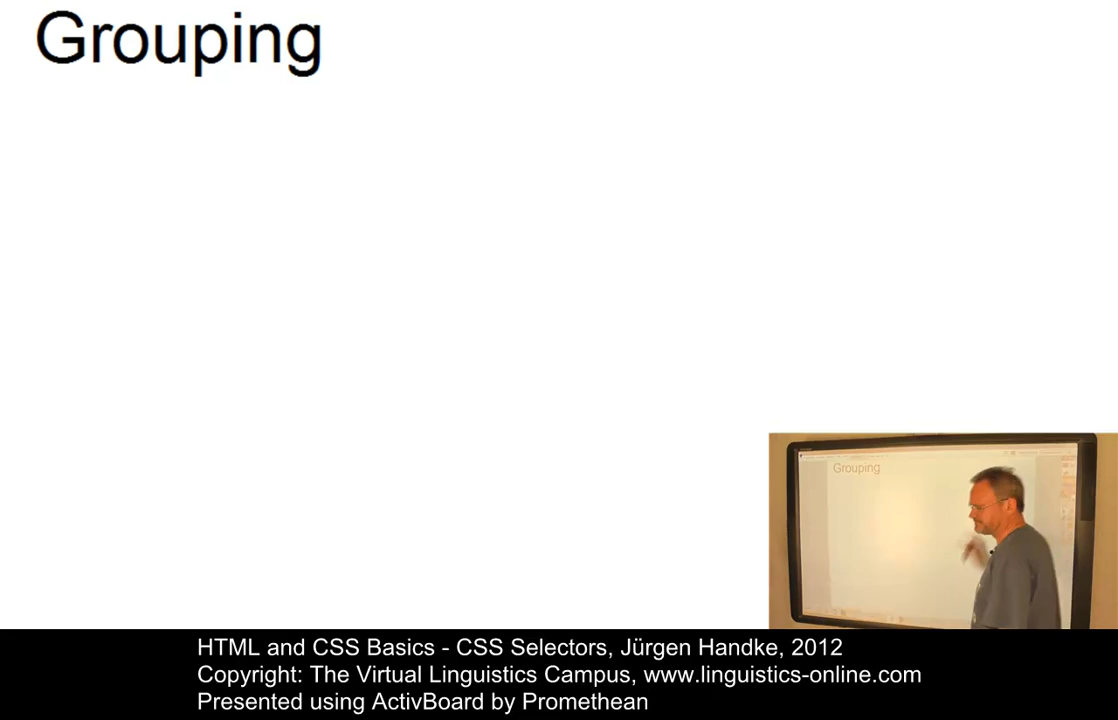 Grouping
Grouping
HTML and CSS Basics - CSS Selectors, Jürgen Handke, 2012
Copyright: The Virtual Linguistics Campus, www.linguistics-online.com
Presented using ActivBoard by Promethean